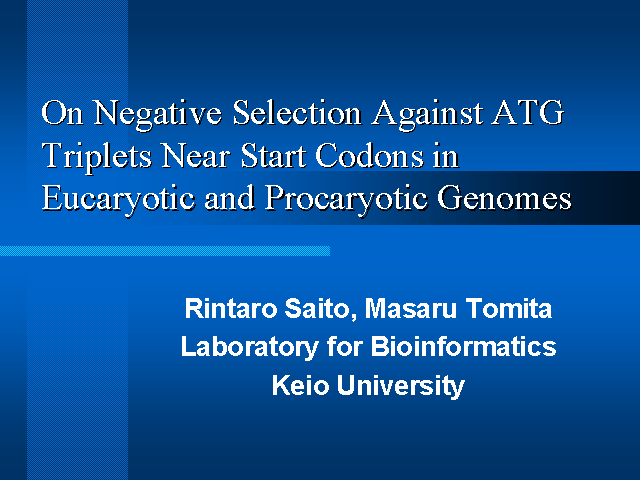 On Negative Selection Against ATG
Triplets Near Start Codons in
Eucaryotic and Procaryotic Genomes
Rintaro Saito, Masaru Tomita
Laboratory for Bioinformatics
Keio University